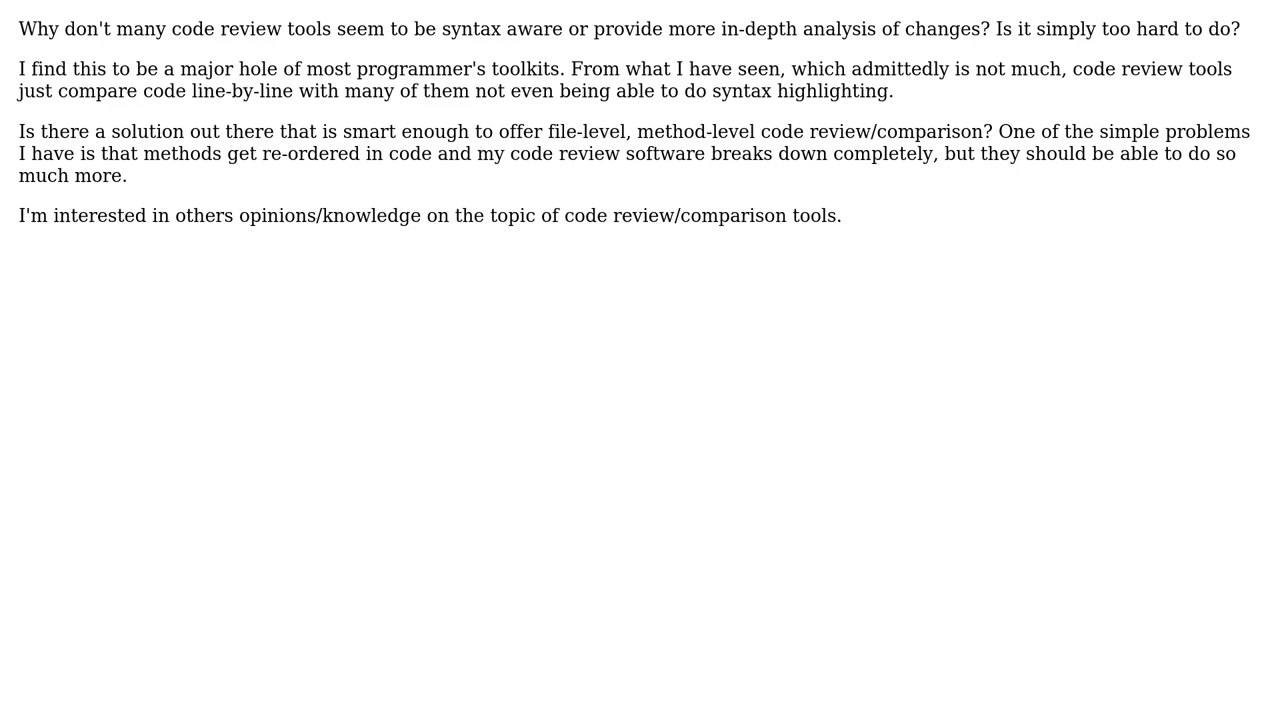 Why don't many code review tools seem to be syntax aware or provide more in-depth analysis of changes? Is it simply too hard to do?
I find this to be a major hole of most programmer's toolkits. From what I have seen, which admittedly is not much, code review tools
just compare code line-by-line with many of them not even being able to do syntax highlighting.
Is there a solution out there that is smart enough to offer file-level, method-level code review/comparison? One of the simple problems
I have is that methods get re-ordered in code and my code review software breaks down completely, but they should be able to do so
much more.
I'm interested in others opinions/knowledge on the topic of code review/comparison tools.